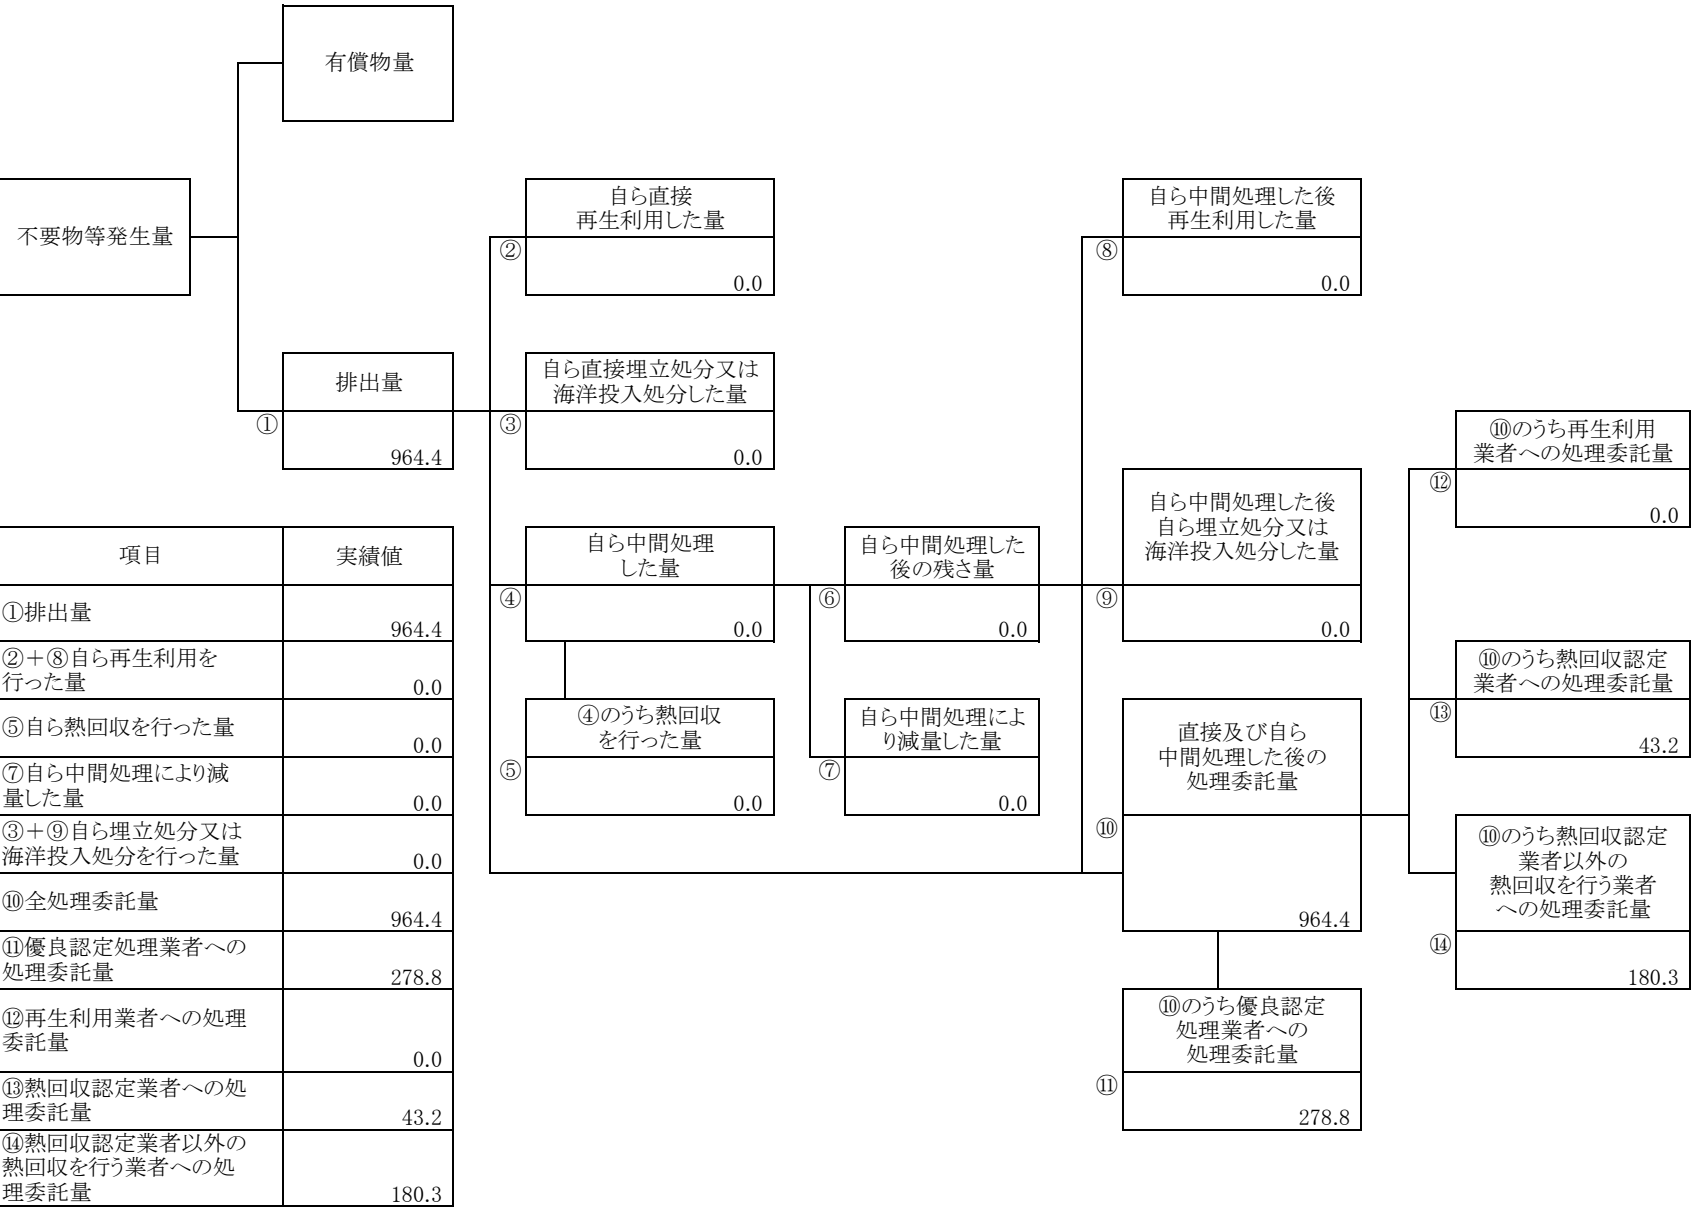 有償物量
不要物等発生量
排出量
①
964.4
自ら直接
再生利用した量
②
0.0
自ら直接埋立処分又は
海洋投入処分した量
③
0.0
自ら中間処理
した量
④
0.0
④のうち熱回収
を行った量
⑤
0.0
自ら中間処理した
後の残さ量
⑥
0.0
自ら中間処理によ
り減量した量
⑦
0.0
自ら中間処理した後
再生利用した量
⑧
0.0
自ら中間処理した後
自ら埋立処分又は
海洋投入処分した量
⑨
0.0
直接及び自ら
中間処理した後の
処理委託量
⑩
964.4
⑩のうち優良認定
処理業者への
処理委託量
⑪
278.8
⑩のうち再生利用
業者への処理委託量
⑫
0.0
⑩のうち熱回収認定
業者への処理委託量
⑬
43.2
⑩のうち熱回収認定
業者以外の
熱回収を行う業者
への処理委託量
⑭
180.3
項目 実績値
①排出量
964.4
②＋⑧自ら再生利用を
行った量
0.0
⑤自ら熱回収を行った量
0.0
⑦自ら中間処理により減
量した量
0.0
③＋⑨自ら埋立処分又は
海洋投入処分を行った量
0.0
⑩全処理委託量
964.4
⑪優良認定処理業者への
処理委託量
278.8
⑫再生利用業者への処理
委託量
0.0
⑬熱回収認定業者への処
理委託量
43.2
⑭熱回収認定業者以外の
熱回収を行う業者への処
理委託量
180.3